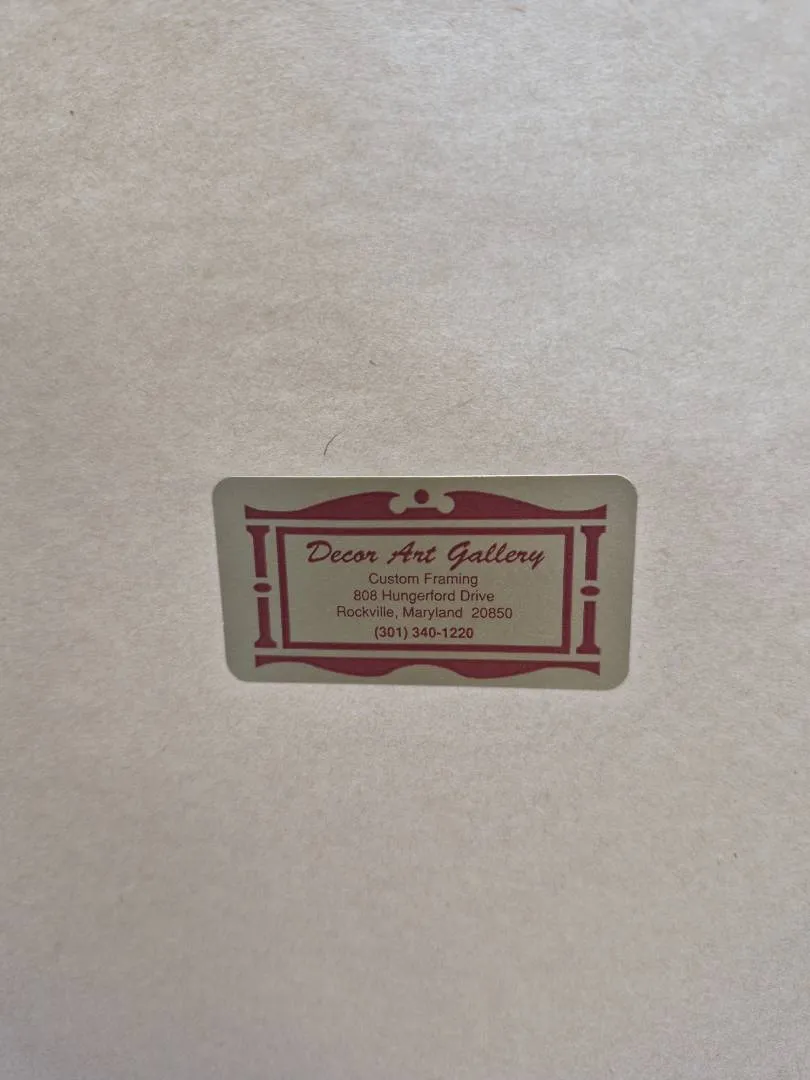 Decor Art Gallery
Custom Framing
808 Hungerford Drive
Rockville, Maryland 20850
(301) 340-1220